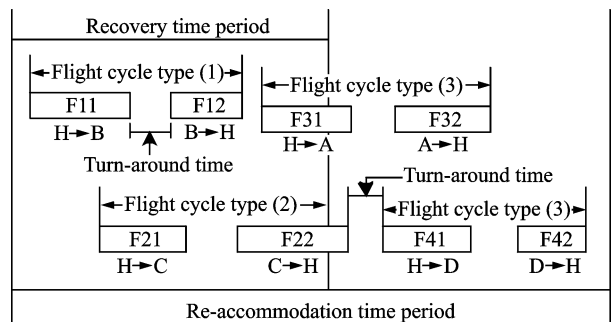 Recovery time period
Flight cycle type (1)
Flight cycle type (3)
F11
F12
F31
F32
H→B
B→H
H→A
A→H
Turn-around time
Turn-around time
Flight cycle type (2)
Flight cycle type (3)
F21
F22
F41
F42
H→C
C→H
H→D
D→H
Re-accommodation time period